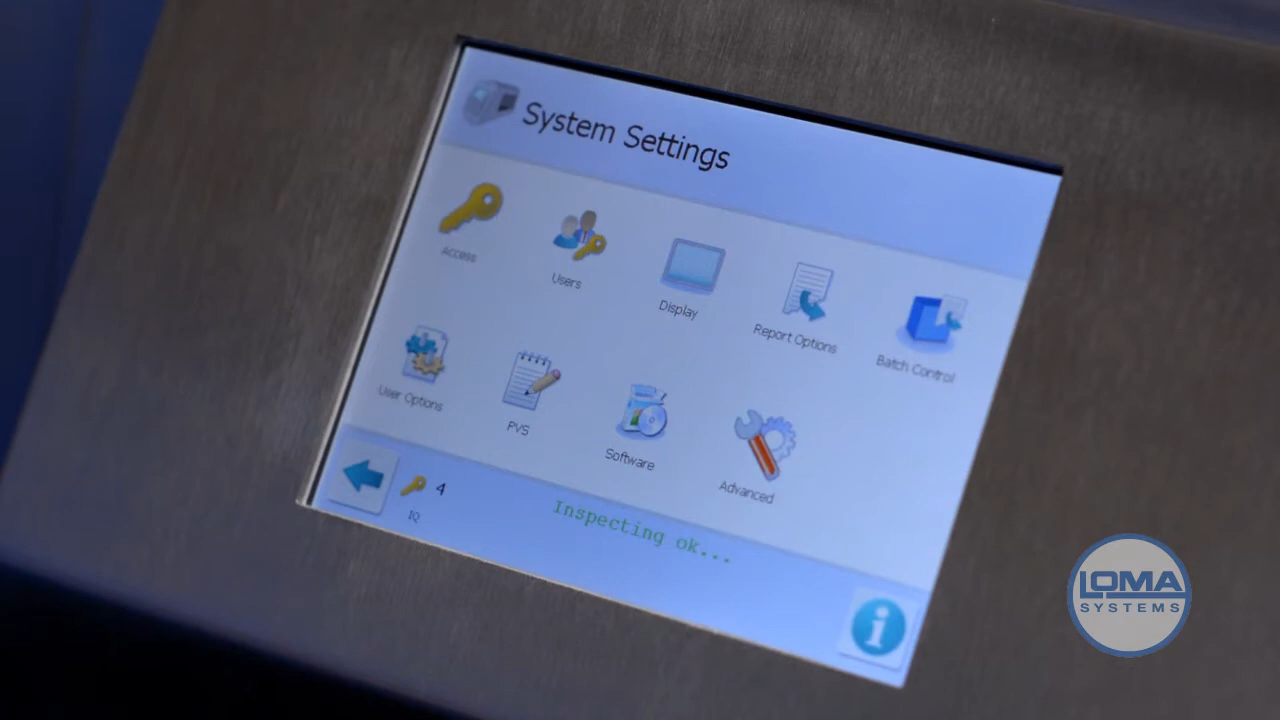 System Settings
Access
Users
Display
Report Options
Batch Control
User Options
PVS
Software
Advanced
4
IQ
Inspecting ok...
i
LOMA
SYSTEMS